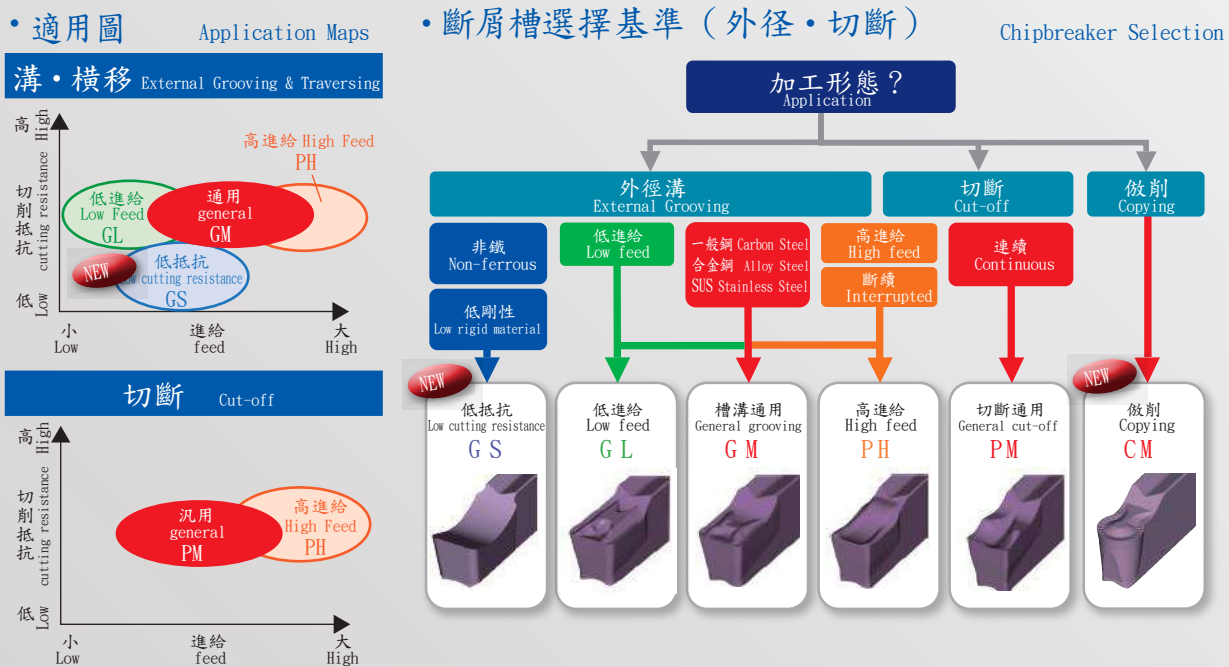 •適用圖 Application Maps
溝•橫移 External Grooving & Traversing
高 High
切削抵抗 cutting resistance
低 Low
高進給 High Feed
PH
低進給
Low Feed
GL
通用
general
GM
NEW
低抵抗
Low cutting resistance
GS
小 進給 大
Low feed High
切斷 Cut-off
高 High
切削抵抗 cutting resistance
低 Low
汎用
general
PM
高進給
High Feed
PH
小 進給 大
Low feed High
•斷屑槽選擇基準（外径•切斷） Chipbreaker Selection
加工形態？
Application
外徑溝
External Grooving
切斷
Cut-off
倣削
Copying
非鐵
Non-ferrous
低剛性
Low rigid material
低進給
Low feed
一般鋼 Carbon Steel
合金鋼 Alloy Steel
SUS Stainless Steel
高進給
High feed
斷續
Interrupted
連續
Continuous
NEW
低抵抗
Low cutting resistance
GS
低進給
Low feed
GL
槽溝通用
General grooving
GM
高進給
High feed
PH
切斷通用
General cut-off
PM
NEW
倣削
Copying
CM